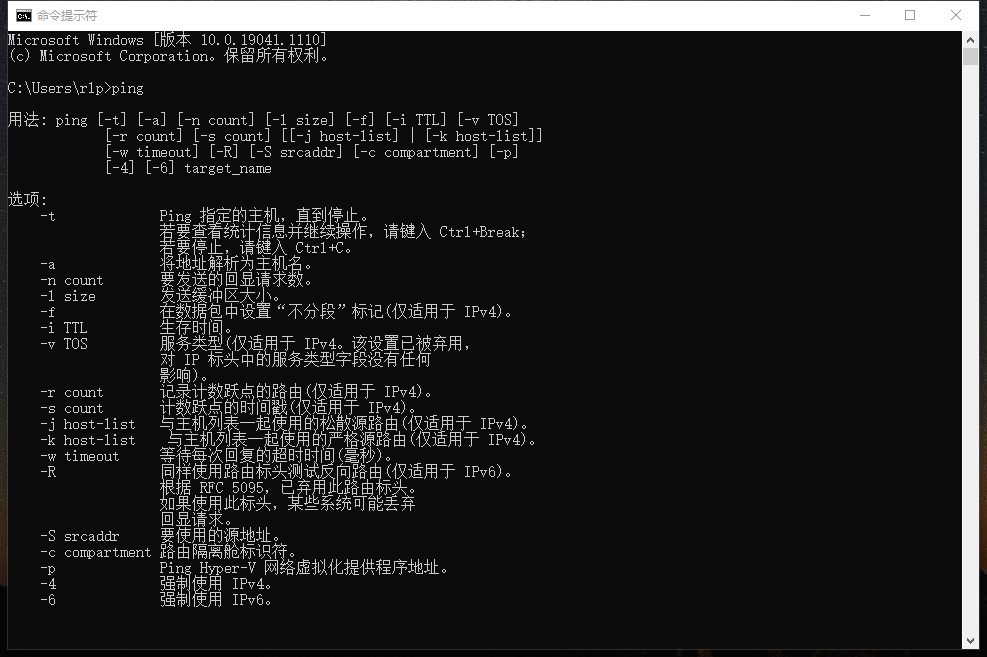 命令提示符
Microsoft Windows [版本 10.0.19041.1110]
(c) Microsoft Corporation。保留所有权利。
C:\Users\r1p>ping
用法: ping [-t] [-a] [-n count] [-l size] [-f] [-i TTL] [-v TOS]
[-r count] [-s count] [[-j host-list] | [-k host-list]]
[-w timeout] [-R] [-S srcaddr] [-c compartment] [-p]
[-4] [-6] target_name
选项:
-t Ping 指定的主机，直到停止。
若要查看统计信息并继续操作，请键入 Ctrl+Break;
若要停止，请键入 Ctrl+C。
-a 将地址解析为主机名。
-n count 要发送的回显请求数。
-l size 发送缓冲区大小。
-f 在数据包中设置“不分段”标记(仅适用于 IPv4)。
-i TTL 生存时间。
-v TOS 服务类型(仅适用于 IPv4。该设置已被弃用，
对 IP 标头中的服务类型字段没有任何
影响)。
-r count 记录计数跃点的路由(仅适用于 IPv4)。
-s count 计数跃点的时间戳(仅适用于 IPv4)。
-j host-list 与主机列表一起使用的松散源路由(仅适用于 IPv4)。
-k host-list 与主机列表一起使用的严格源路由(仅适用于 IPv4)。
-w timeout 等待每次回复的超时时间(毫秒)。
-R 同样使用路由标头测试反向路由(仅适用于 IPv6)。
根据 RFC 5095，已弃用此路由标头。
如果使用此标头，某些系统可能丢弃
回显请求。
-S srcaddr 要使用的源地址。
-c compartment 路由隔离舱标识符。
-p Ping Hyper-V 网络虚拟化提供程序地址。
-4 强制使用 IPv4。
-6 强制使用 IPv6。